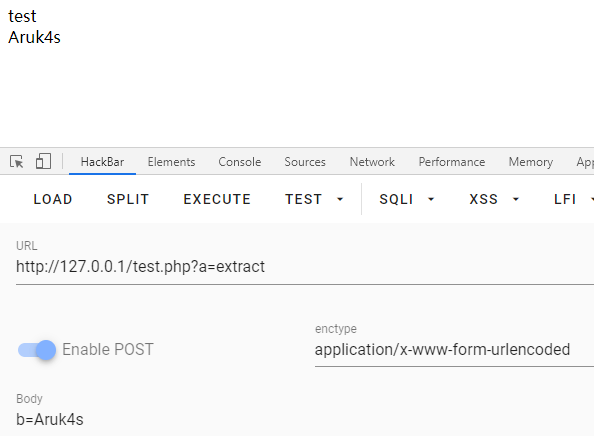 test
Aruk4s
HackBar Elements Console Sources Network Performance Memory
LOAD SPLIT EXECUTE TEST SQLI XSS LFI
URL
http://127.0.0.1/test.php?a=extract
Enable POST
enctype
application/x-www-form-urlencoded
Body
b=Aruk4s